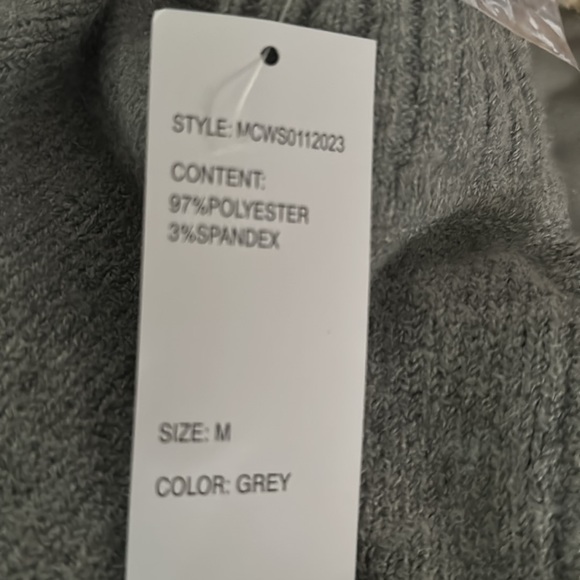 STYLE: MCWS0112023
CONTENT:
97%POLYESTER
3%SPANDEX
SIZE: M
COLOR: GREY